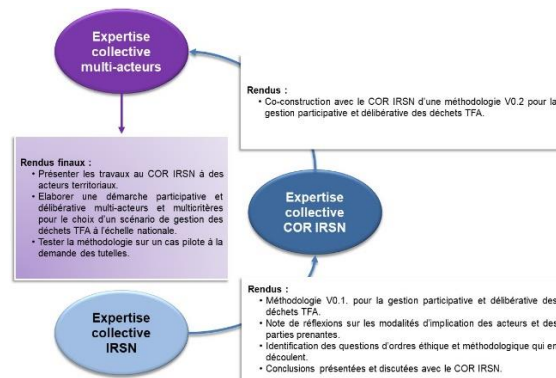 Expertise
collective
multi-acteurs
Rendus :
• Co-construction avec le COR IRSN d'une méthodologie V0.2 pour la
gestion participative et délibérative des déchets TFA.
Rendus finaux :
• Présenter les travaux au COR IRSN à des
acteurs territoriaux.
• Elaborer une démarche participative et
délibérative multi-acteurs et multicritères
pour le choix d'un scénario de gestion des
déchets TFA à l'échelle nationale.
• Tester la méthodologie sur un cas pilote à la
demande des tutelles.
Expertise
collective
COR IRSN
Expertise
collective
IRSN
Rendus :
• Méthodologie V0.1. pour la gestion participative et délibérative des
déchets TFA.
• Note de réflexions sur les modalités d'implication des acteurs et des
parties prenantes.
• Identification des questions d'ordres éthique et méthodologique qui en
découlent.
• Conclusions présentées et discutées avec le COR IRSN.